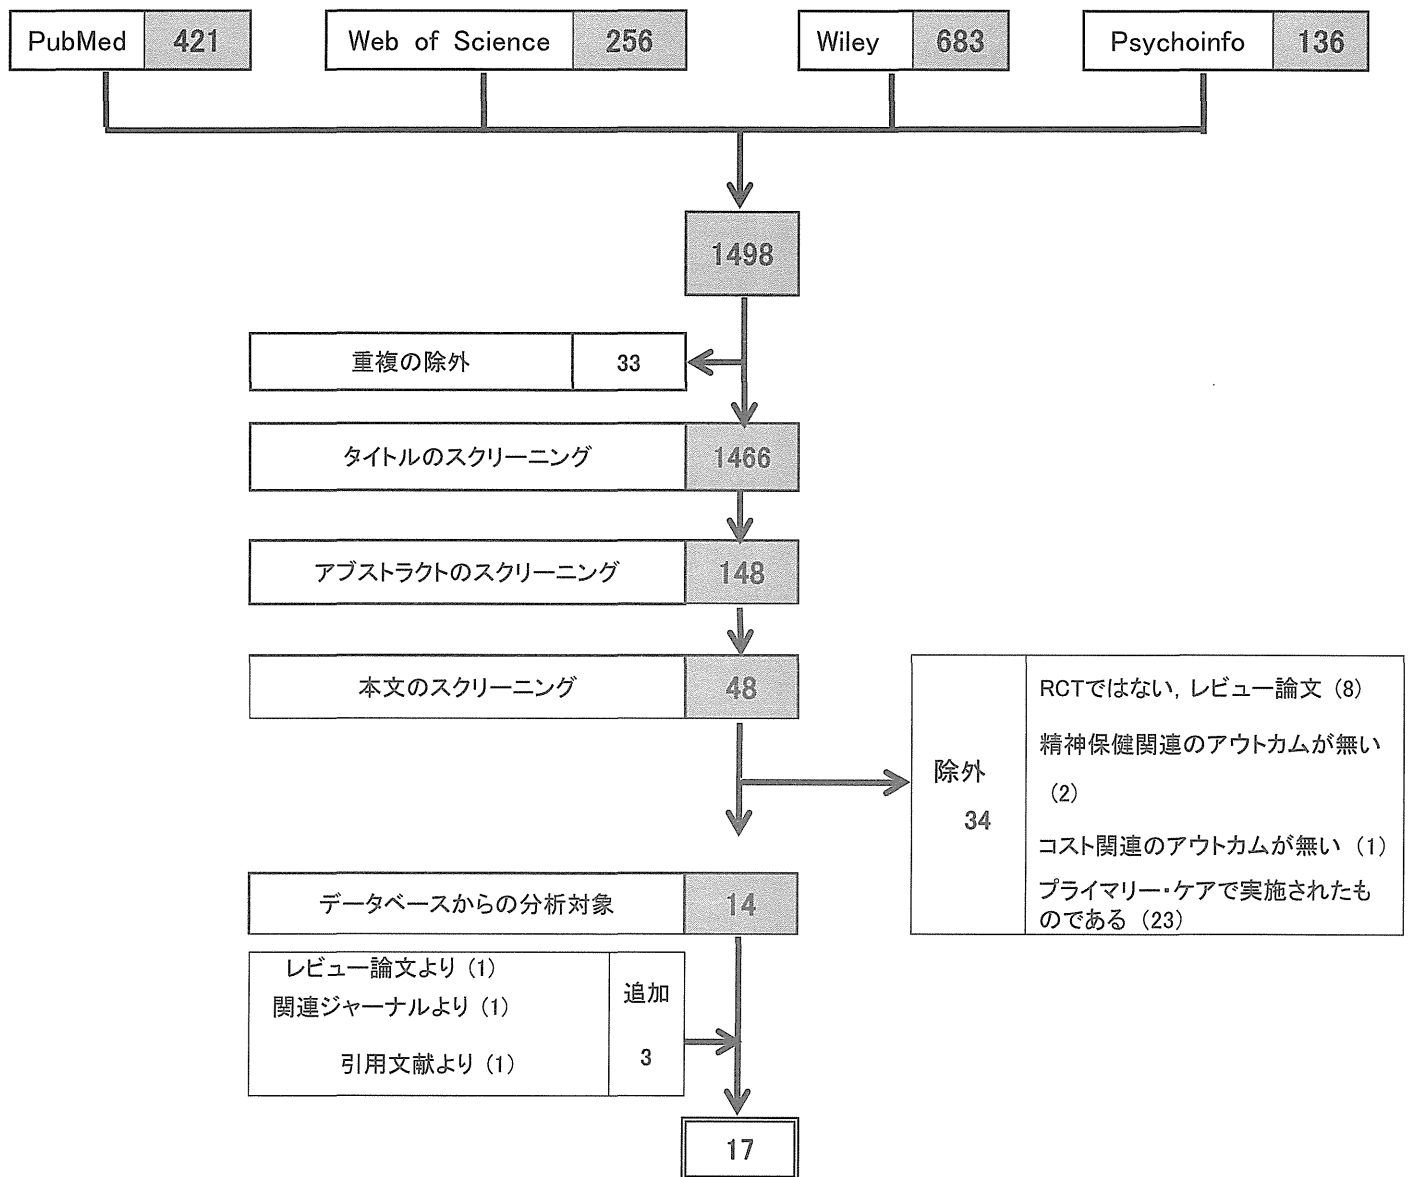 PubMed 421
Web of Science 256
Wiley 683
Psychoinfo 136
1498
重複の除外 33
タイトルのスクリーニング 1466
アブストラクトのスクリーニング 148
本文のスクリーニング 48
除外
34
RCTではない, レビュー論文 (8)
精神保健関連のアウトカムが無い
(2)
コスト関連のアウトカムが無い (1)
プライマリー・ケアで実施されたも
のである (23)
データベースからの分析対象 14
レビュー論文より (1)
関連ジャーナルより (1)
引用文献より (1)
追加
3
17